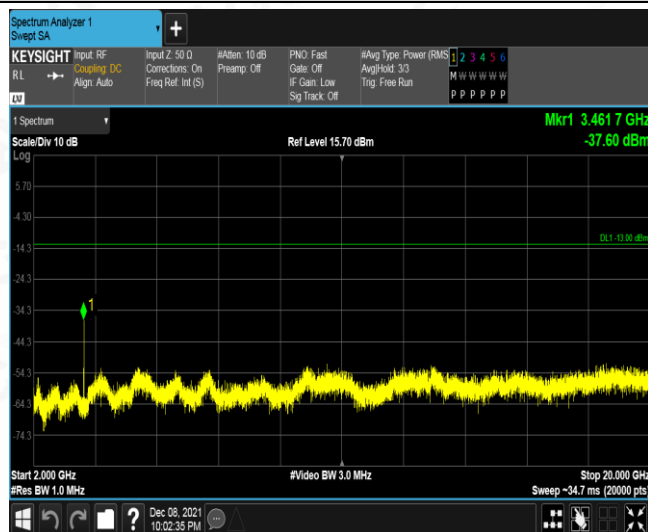 Spectrum Analyzer 1
Swept SA
KEYSIGHT
RL
Input: RF
Coupling: DC
Align: Auto
Input Z: 50 Ω
Corrections: On
Freq Ref: Int (S)
#Atten: 10 dB
Preamp: Off
PNO: Fast
Gate: Off
IF Gain: Low
Sig Track: Off
#Avg Type: Power (RMS
Avg|Hold: 3/3
Trig: Free Run
1 2 3 4 5 6
M W W W W W
P P P P P P
LXI
1 Spectrum
Mkr1 3.461 7 GHz
Scale/Div 10 dB
Ref Level 15.70 dBm
-37.60 dBm
Log
5.70
-4.30
DL1 -13.00 dBm
-14.3
-24.3
-34.3
1
-44.3
-54.3
-64.3
-74.3
Start 2.000 GHz
#Video BW 3.0 MHz
Stop 20.000 GHz
#Res BW 1.0 MHz
Sweep ~34.7 ms (20000 pts)
?
Dec 08, 2021
10:02:35 PM